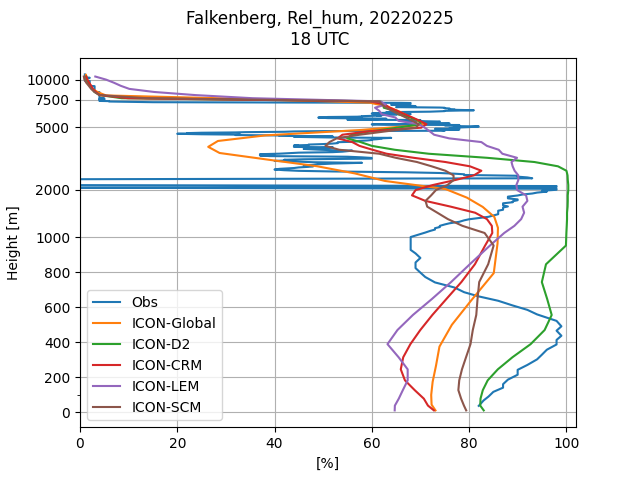 Falkenberg, Rel_hum, 20220225
18 UTC
Height [m]
10000
7500
5000
2000
1000
800
600
400
200
0
Obs
ICON-Global
ICON-D2
ICON-CRM
ICON-LEM
ICON-SCM
0 20 40 60 80 100
[%]